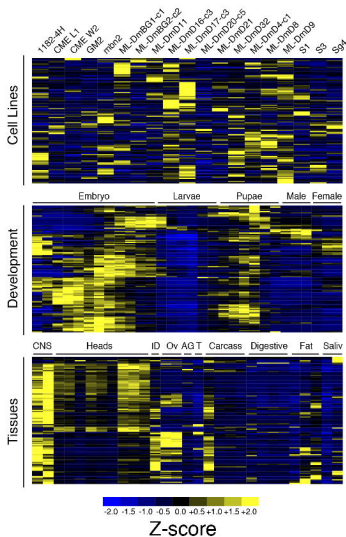 1182-4H
CME L1
CME W2
GM2
mbn2
ML-DmBG1-c1
ML-DmBG2-c2
ML-DmD11
ML-DmD16-c3
ML-DmD17-c3
ML-DmD20-c5
ML-DmD21
ML-DmD32
ML-DmD4-c1
ML-DmD8
ML-DmD9
S1
S3
Sg4
Cell Lines
Embryo Larvae Pupae Male Female
Development
CNS Heads ID Ov AG T Carcass Digestive Fat Saliv
Tissues
-2.0 -1.5 -1.0 -0.5 0.0 +0.5 +1.0 +1.5 +2.0
Z-score